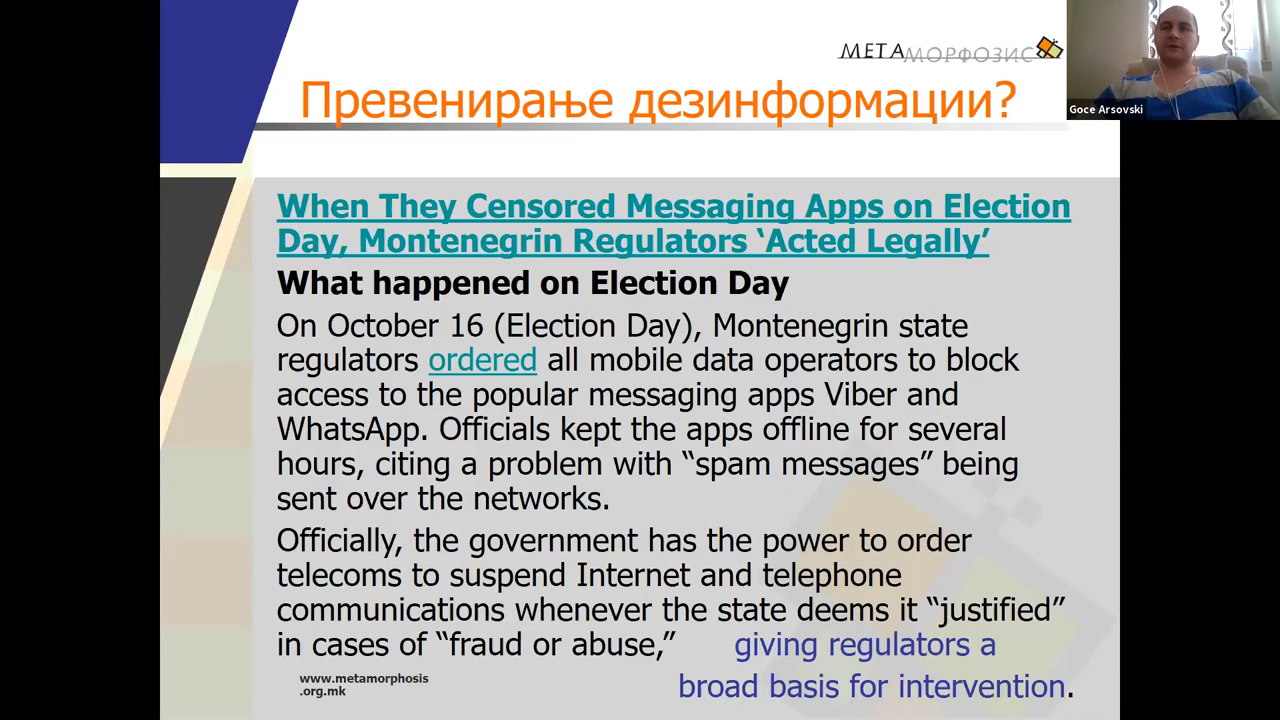 МЕТАМОРФОЗИС
Превенирање дезинформации?
Goce Arsovski
When They Censored Messaging Apps on Election
Day, Montenegrin Regulators ‘Acted Legally’
What happened on Election Day
On October 16 (Election Day), Montenegrin state
regulators ordered all mobile data operators to block
access to the popular messaging apps Viber and
WhatsApp. Officials kept the apps offline for several
hours, citing a problem with “spam messages” being
sent over the networks.
Officially, the government has the power to order
telecoms to suspend Internet and telephone
communications whenever the state deems it “justified”
in cases of “fraud or abuse,” giving regulators a
broad basis for intervention.
www.metamorphosis
.org.mk